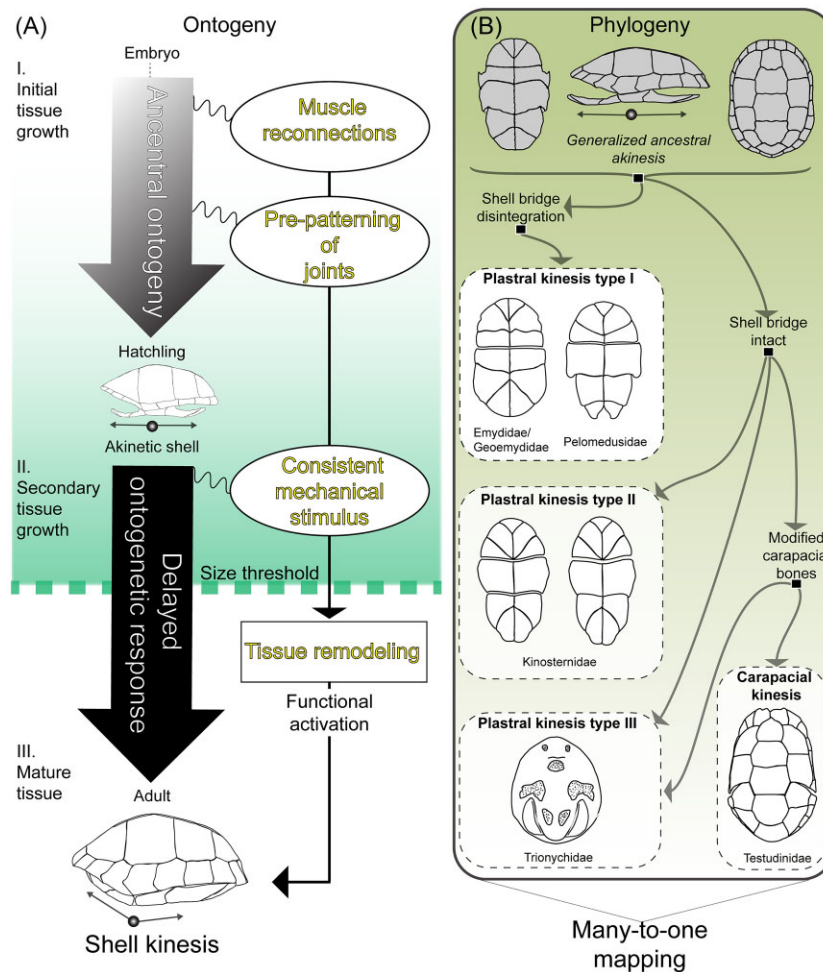 (A)
Ontogeny
Embryo
I.
Initial
tissue
growth
Ancentral ontogeny
Muscle
reconnections
Pre-patterning
of
joints
Hatchling
Akinetic shell
II.
Secondary
tissue
growth
Consistent
mechanical
stimulus
Size threshold
Delayed
ontogenetic response
Tissue remodeling
Functional
activation
III.
Mature
tissue
Adult
Shell kinesis
(B)
Phylogeny
Generalized ancestral
akinesis
Shell bridge
disintegration
Plastral kinesis type I
Emydidae/
Geoemydidae
Pelomedusidae
Shell bridge
intact
Plastral kinesis type II
Kinosternidae
Modified
carapacial
bones
Plastral kinesis type III
Trionychidae
Carapacial
kinesis
Testudinidae
Many-to-one
mapping